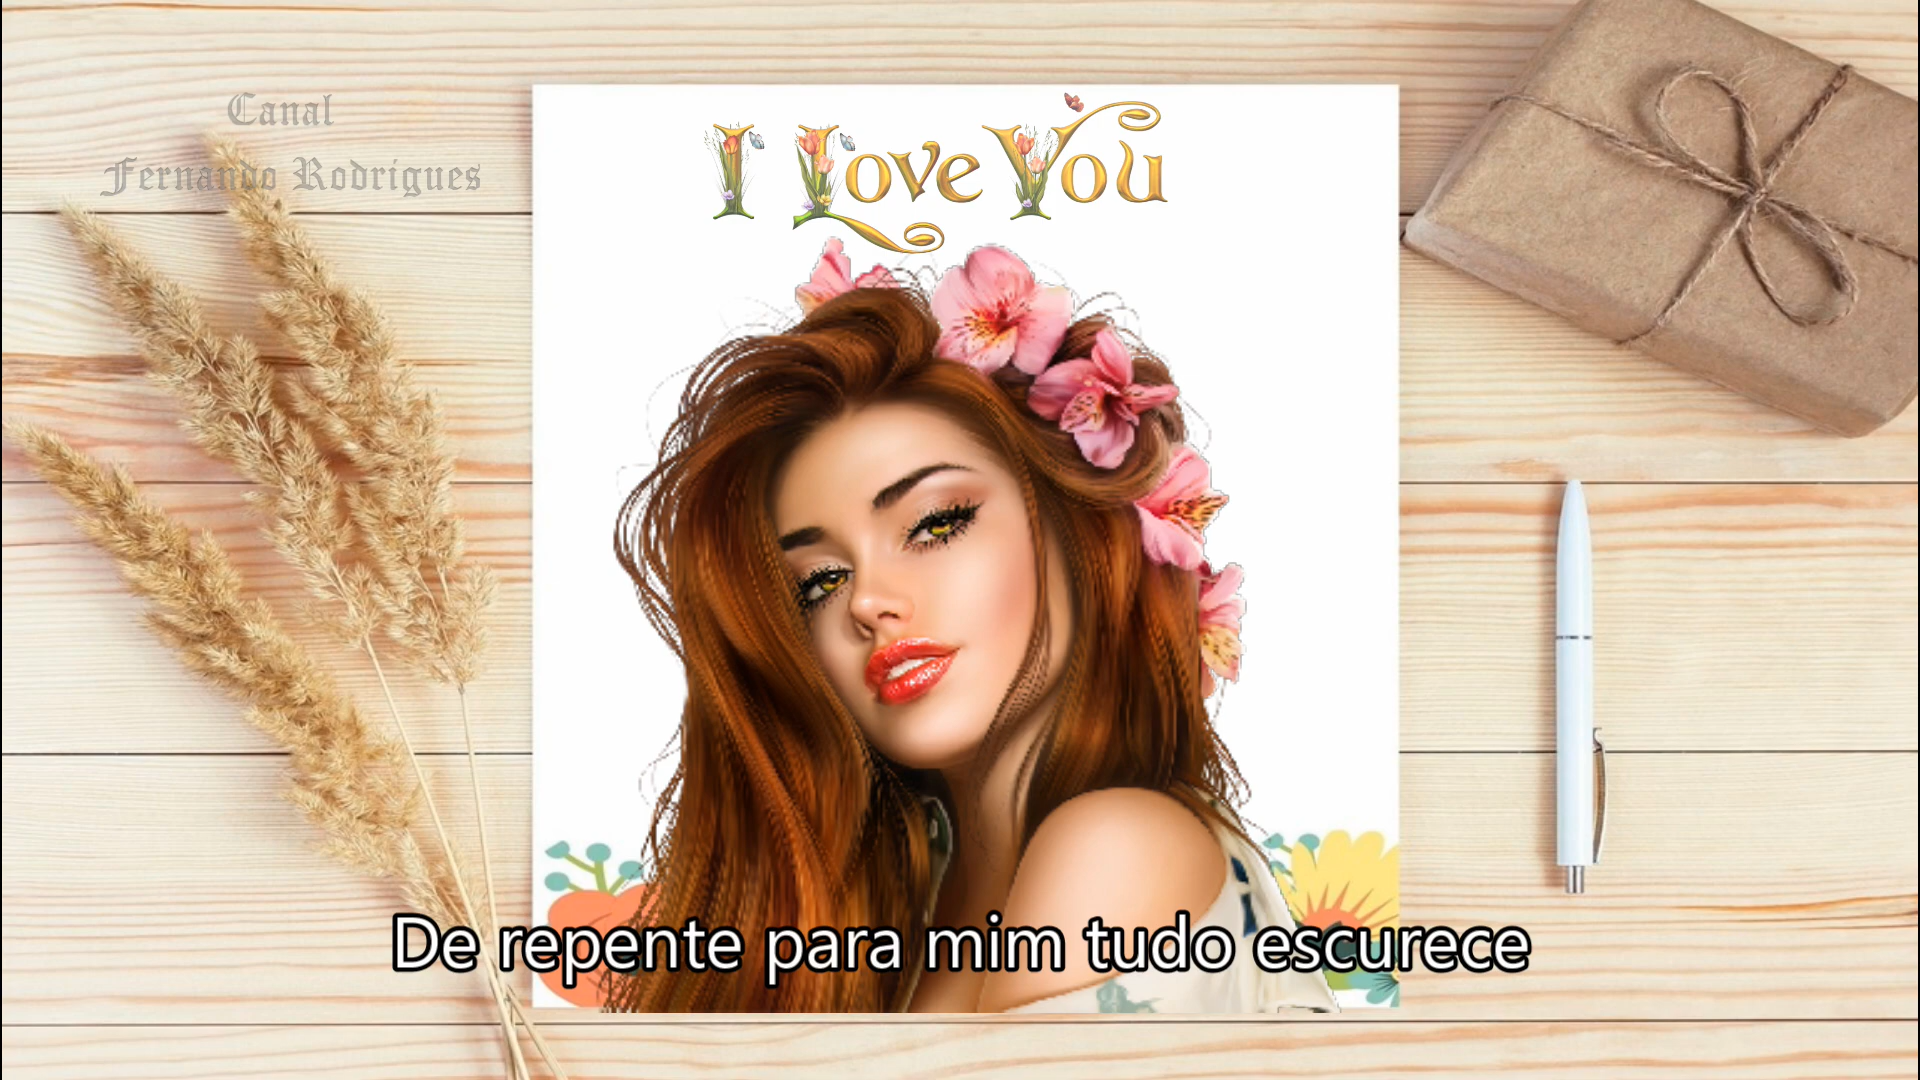 Canal
Fernando Rodrigues
I Love You
De repente para mim tudo escurece